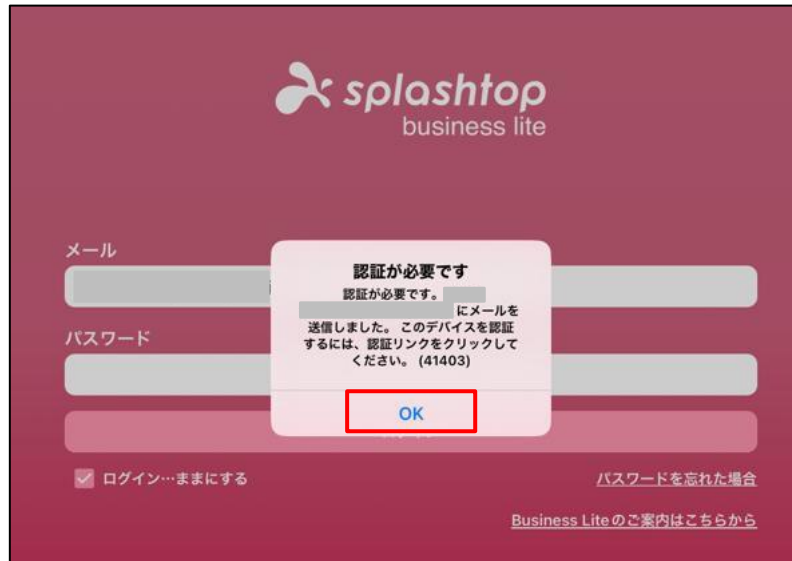 splashtop
business lite
メール
認証が必要です
認証が必要です。
にメールを
送信しました。 このデバイスを認証
するには、認証リンクをクリックして
ください。 (41403)
パスワード
OK
ログイン…ままにする
パスワードを忘れた場合
Business Liteのご案内はこちらから